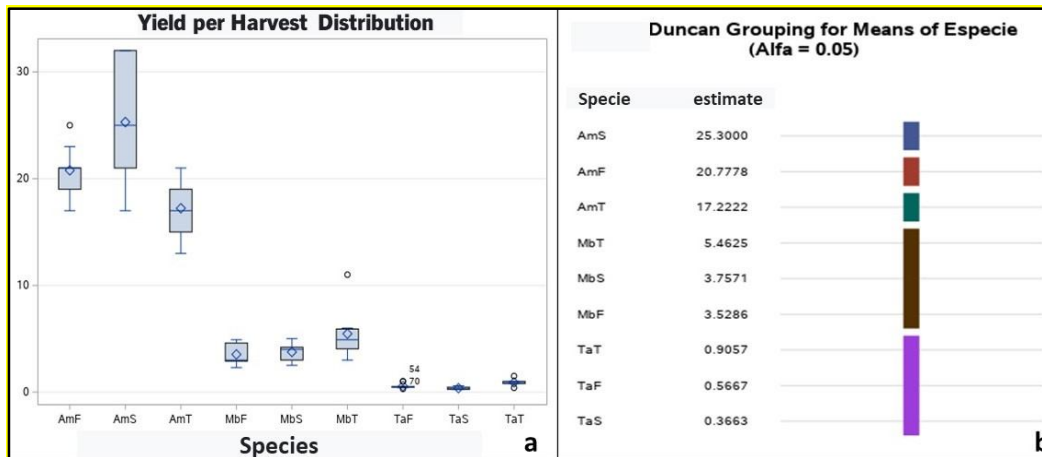 Yield per Harvest Distribution
30
20
10
0
54
70
AmF AmS AmT MbF MbS MbT TaF TaS TaT
Species
a
Duncan Grouping for Means of Especie
(Alfa = 0.05)
Specie estimate
AmS 25.3000
AmF 20.7778
AmT 17.2222
MbT 5.4625
MbS 3.7571
MbF 3.5286
TaT 0.9057
TaF 0.5667
TaS 0.3663
b